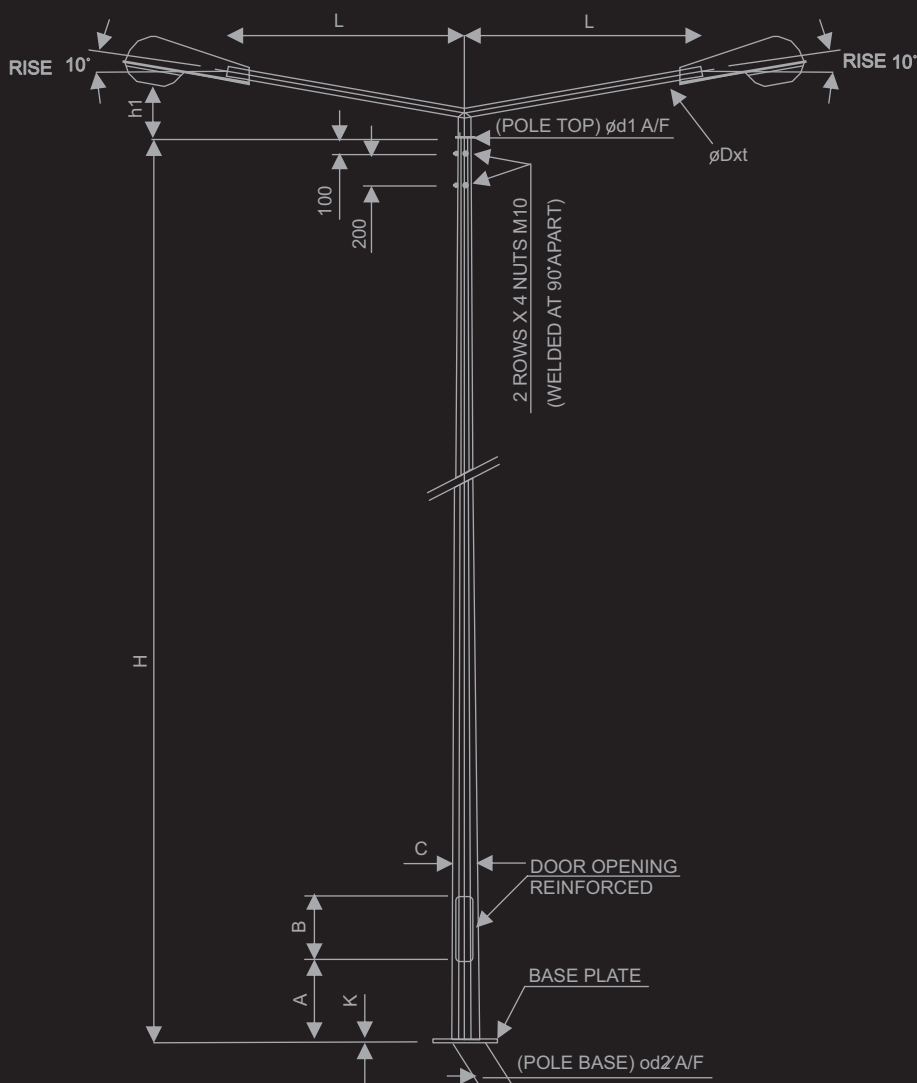 L
L
RISE 10°
RISE 10°
h1
(POLE TOP) ød1 A/F
øDxt
100
200
2 ROWS X 4 NUTS M10
(WELDED AT 90°APART)
H
C
DOOR OPENING
REINFORCED
B
A
K
BASE PLATE
(POLE BASE) od2 A/F